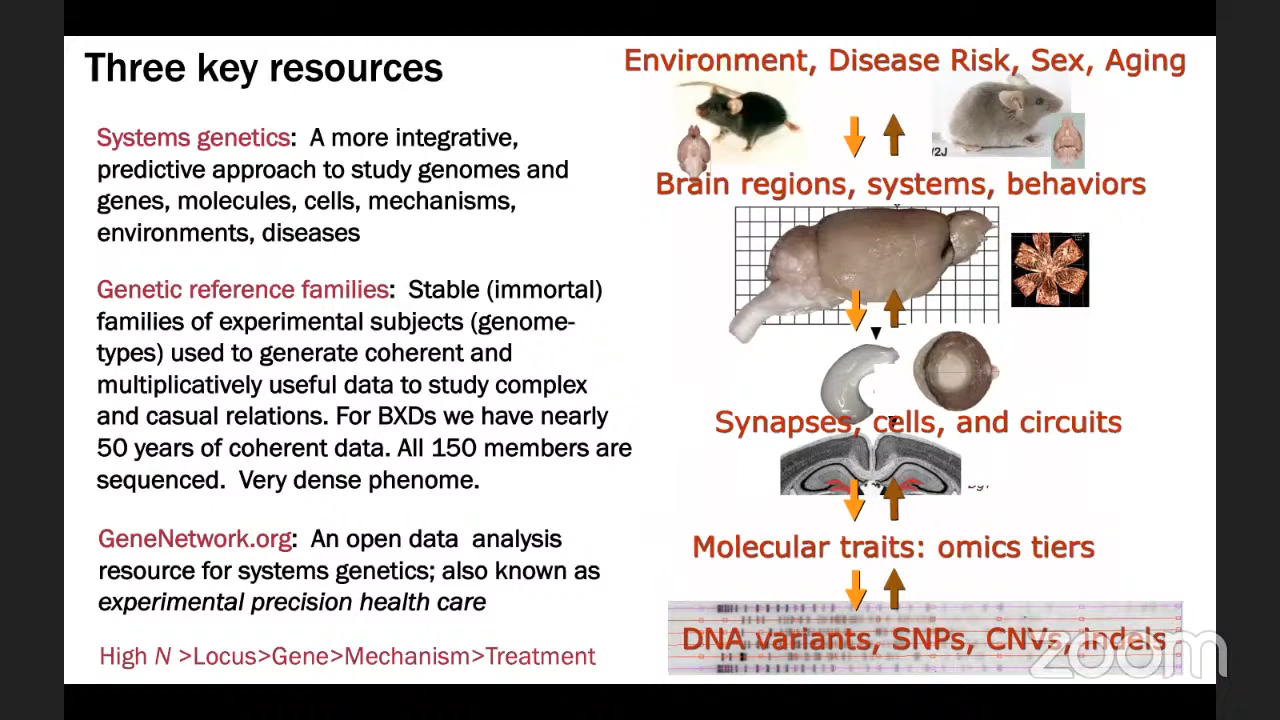 Three key resources
Systems genetics: A more integrative,
predictive approach to study genomes and
genes, molecules, cells, mechanisms,
environments, diseases
Genetic reference families: Stable (immortal)
families of experimental subjects (genome-
types) used to generate coherent and
multiplicatively useful data to study complex
and casual relations. For BXDs we have nearly
50 years of coherent data. All 150 members are
sequenced. Very dense phenome.
GeneNetwork.org: An open data analysis
resource for systems genetics; also known as
experimental precision health care
High N >Locus>Gene>Mechanism>Treatment
Environment, Disease Risk, Sex, Aging
/2J
Brain regions, systems, behaviors
Synapses, cells, and circuits
Molecular traits: omics tiers
DNA variants, SNPs, CNVs, indels
zoom